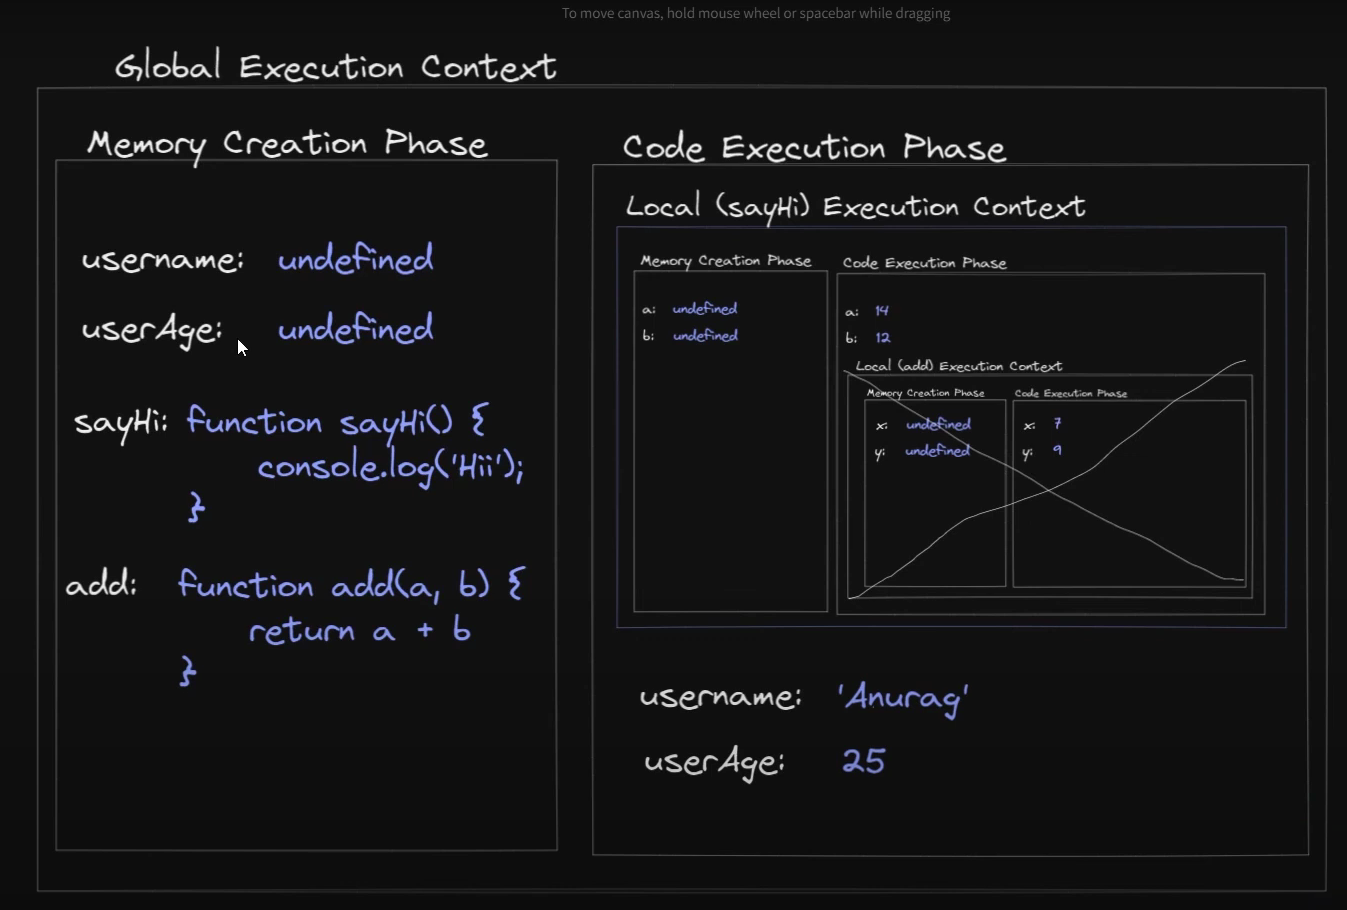 To move canvas, hold mouse wheel or spacebar while dragging
Global Execution Context
Memory Creation Phase
username: undefined
userAge: undefined
sayHi: function sayHi() {
console.log('Hii');
}
add: function add(a, b) {
return a + b
}
Code Execution Phase
Local (sayHi) Execution Context
Memory Creation Phase
a: undefined
b: undefined
Code Execution Phase
a: 14
b: 12
Local (add) Execution Context
Memory Creation Phase
x: undefined
y: undefined
Code Execution Phase
x: 7
y: 9
username: 'Anurag'
userAge: 25